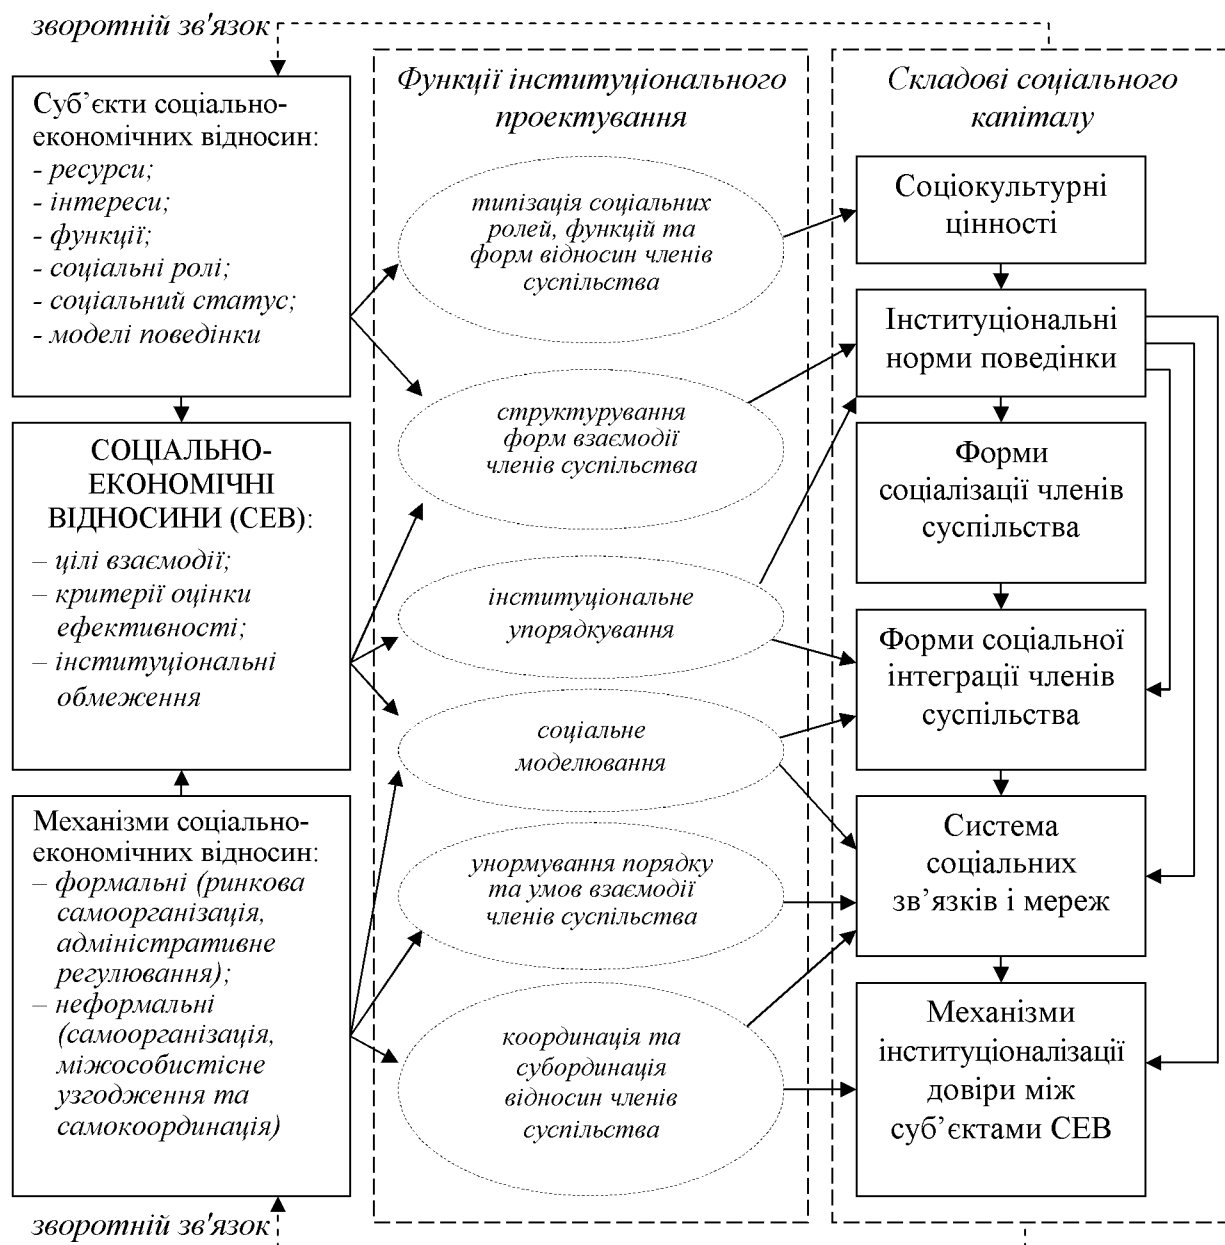 зворотній зв'язок
Суб’єкти соціально-
економічних відносин:
- ресурси;
- інтереси;
- функції;
- соціальні ролі;
- соціальний статус;
- моделі поведінки
СОЦІАЛЬНО-
ЕКОНОМІЧНІ
ВІДНОСИНИ (СЕВ):
– цілі взаємодії;
– критерії оцінки
ефективності;
– інституціональні
обмеження
Механізми соціально-
економічних відносин:
– формальні (ринкова
самоорганізація,
адміністративне
регулювання);
– неформальні
(самоорганізація,
міжособистісне
узгодження та
самокоординація)
зворотній зв'язок
Функції інституціонального
проектування
типізація соціальних
ролей, функцій та
форм відносин членів
суспільства
структурування
форм взаємодії
членів суспільства
інституціональне
упорядкування
соціальне
моделювання
унормування порядку
та умов взаємодії
членів суспільства
координація та
субординація
відносин членів
суспільства
Складові соціального
капіталу
Соціокультурні
цінності
Інституціональні
норми поведінки
Форми
соціалізації членів
суспільства
Форми соціальної
інтеграції членів
суспільства
Система
соціальних
зв’язків і мереж
Механізми
інституціоналізації
довіри між
суб’єктами СЕВ